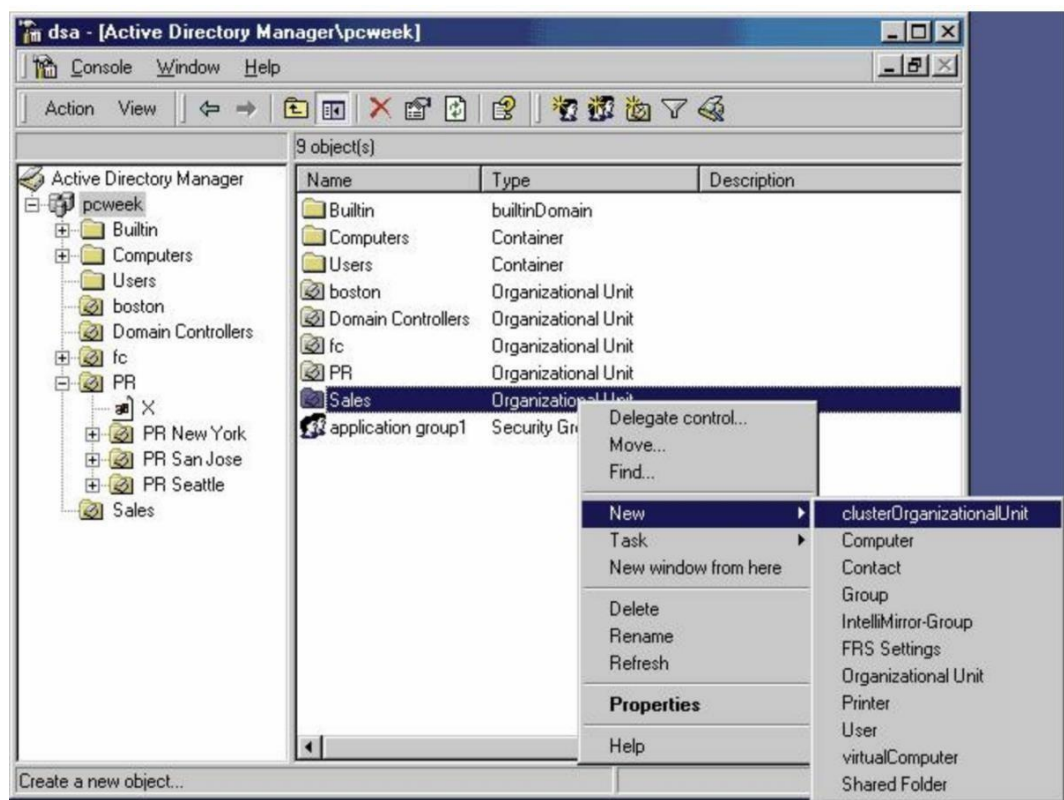 dsa - [Active Directory Manager\pcweek]
Console Window Help
Action View
9 object(s)
Active Directory Manager
pcweek
Builtin
Computers
Users
boston
Domain Controllers
fc
PR
X
PR New York
PR San Jose
PR Seattle
Sales
Name Type Description
Builtin builtinDomain
Computers Container
Users Container
boston Organizational Unit
Domain Controllers Organizational Unit
fc Organizational Unit
PR Organizational Unit
Sales Organizational Unit
application group1 Security Gr
Delegate control...
Move...
Find...
New
Task
New window from here
Delete
Rename
Refresh
Properties
Help
clusterOrganizationalUnit
Computer
Contact
Group
IntelliMirror-Group
FRS Settings
Organizational Unit
Printer
User
virtualComputer
Shared Folder
Create a new object...